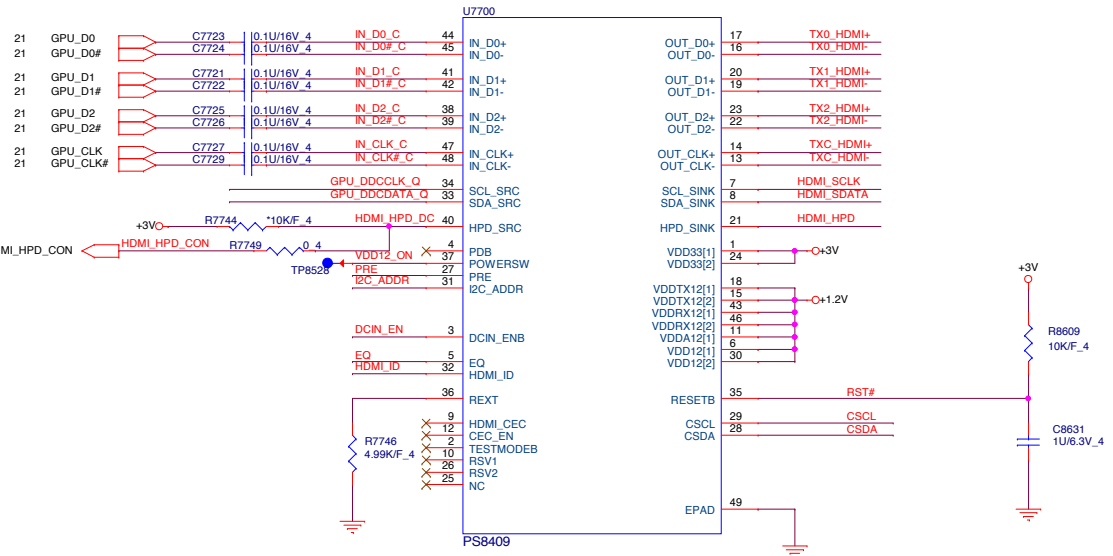 U7700
21 GPU_D0 C7723 0.1U/16V_4 IN_D0_C 44 IN_D0+ OUT_D0+ 17 TX0_HDMI+
21 GPU_D0# C7724 0.1U/16V_4 IN_D0#_C 45 IN_D0- OUT_D0- 16 TX0_HDMI-
21 GPU_D1 C7721 0.1U/16V_4 IN_D1_C 41 IN_D1+ OUT_D1+ 20 TX1_HDMI+
21 GPU_D1# C7722 0.1U/16V_4 IN_D1#_C 42 IN_D1- OUT_D1- 19 TX1_HDMI-
21 GPU_D2 C7725 0.1U/16V_4 IN_D2_C 38 IN_D2+ OUT_D2+ 23 TX2_HDMI+
21 GPU_D2# C7726 0.1U/16V_4 IN_D2#_C 39 IN_D2- OUT_D2- 22 TX2_HDMI-
21 GPU_CLK C7727 0.1U/16V_4 IN_CLK_C 47 IN_CLK+ OUT_CLK+ 14 TXC_HDMI+
21 GPU_CLK# C7729 0.1U/16V_4 IN_CLK#_C 48 IN_CLK- OUT_CLK- 13 TXC_HDMI-
GPU_DDCCLK_Q 34 SCL_SRC SCL_SINK 7 HDMI_SCLK
GPU_DDCDATA_Q 33 SDA_SRC SDA_SINK 8 HDMI_SDATA
+3V R7744 *10K/F_4 HDMI_HPD_DC 40 HPD_SRC HPD_SINK 21 HDMI_HPD
MI_HPD_CON HDMI_HPD_CON R7749 0_4 4 PDB VDD33[1] 1 +3V
TP8528 VDD12_ON 37 POWERSW VDD33[2] 24
PRE 27 PRE
I2C_ADDR 31 I2C_ADDR VDDTX12[1] 18
VDDTX12[2] 15 +1.2V
VDDRX12[1] 43
VDDRX12[2] 46
DCIN_EN 3 DCIN_ENB VDDA12[1] 11
VDD12[1] 6
EQ 5 EQ VDD12[2] 30
HDMI_ID 32 HDMI_ID
+3V
R8609
10K/F_4
36 REXT RESETB 35 RST#
9 HDMI_CEC CSCL 29 CSCL
12 CEC_EN CSDA 28 CSDA
2 TESTMODEB
10 RSV1
26 RSV2
25 NC
R7746
4.99K/F_4
C8631
1U/6.3V_4
EPAD 49
PS8409